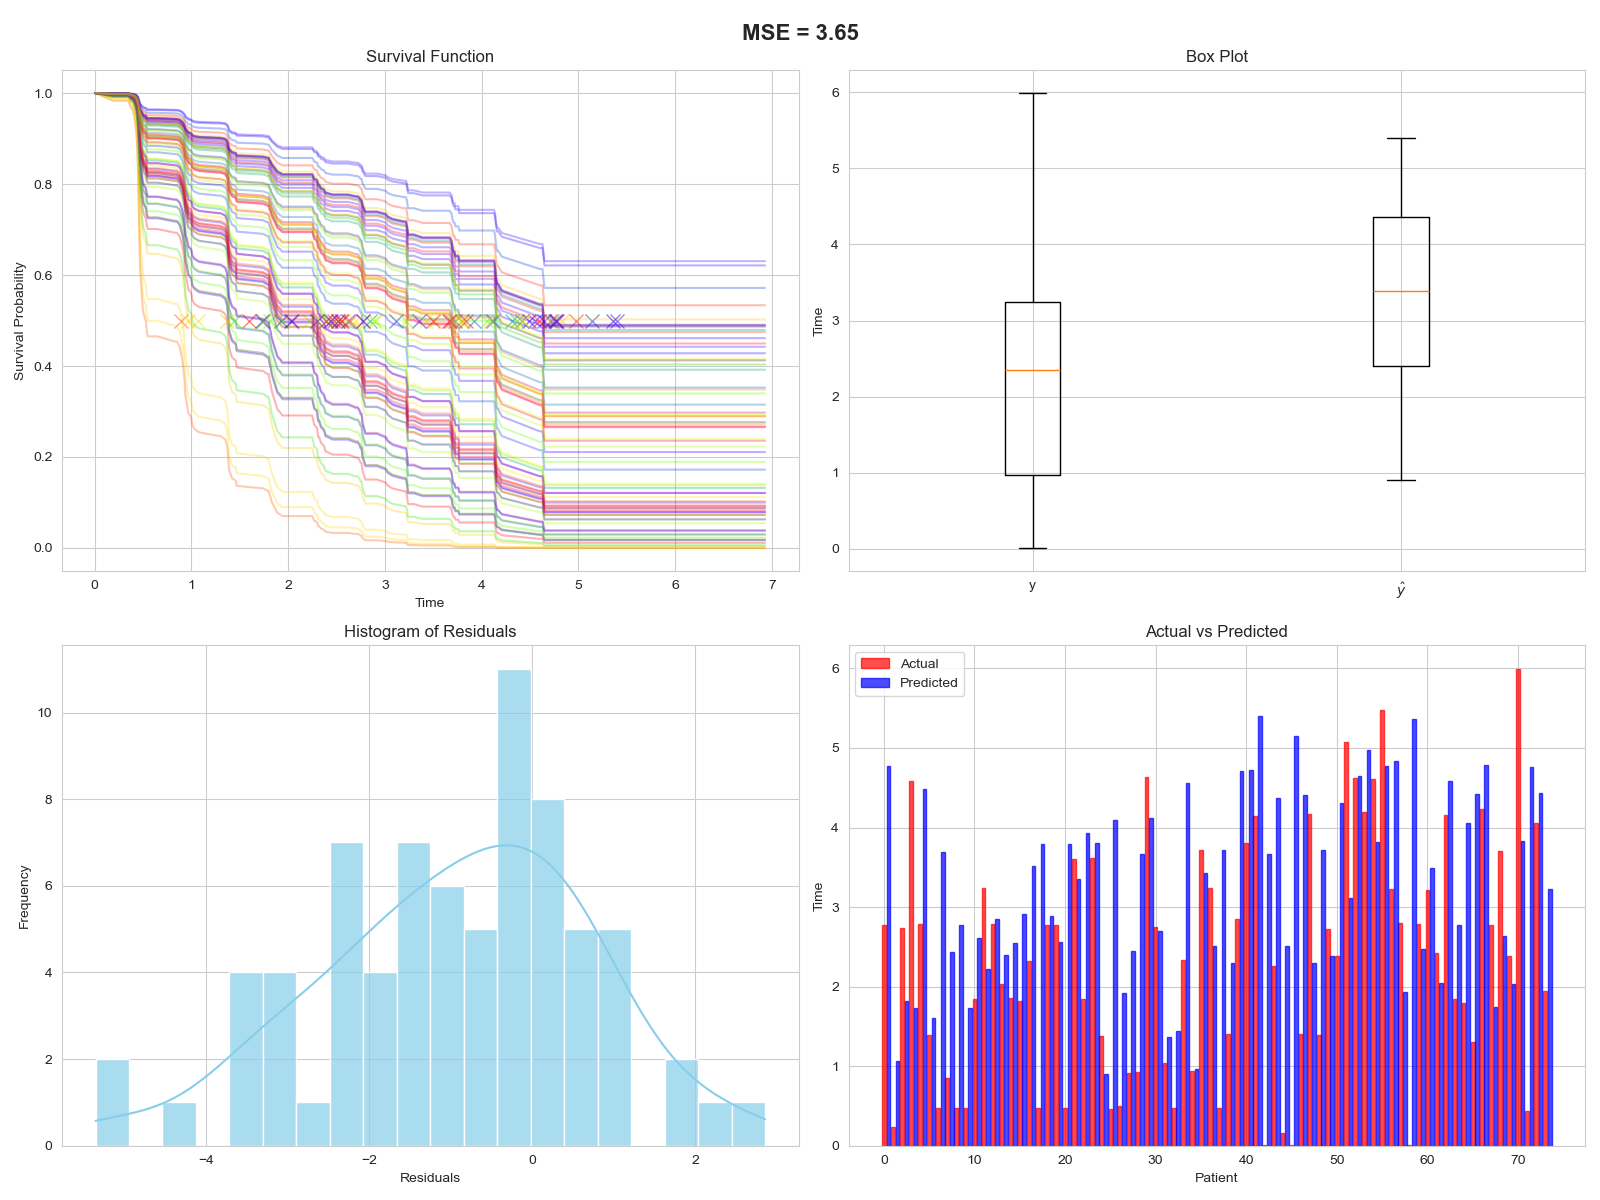 MSE = 3.65
Survival Function
1.0
0.8
0.6
0.4
0.2
0.0
Survival Probability
0 1 2 3 4 5 6 7
Time
Box Plot
6
5
4
3
2
1
0
Time
y ŷ
Histogram of Residuals
10
8
6
4
2
0
Frequency
−4 −2 0 2
Residuals
Actual vs Predicted
Actual
Predicted
6
5
4
3
2
1
0
Time
0 10 20 30 40 50 60 70
Patient